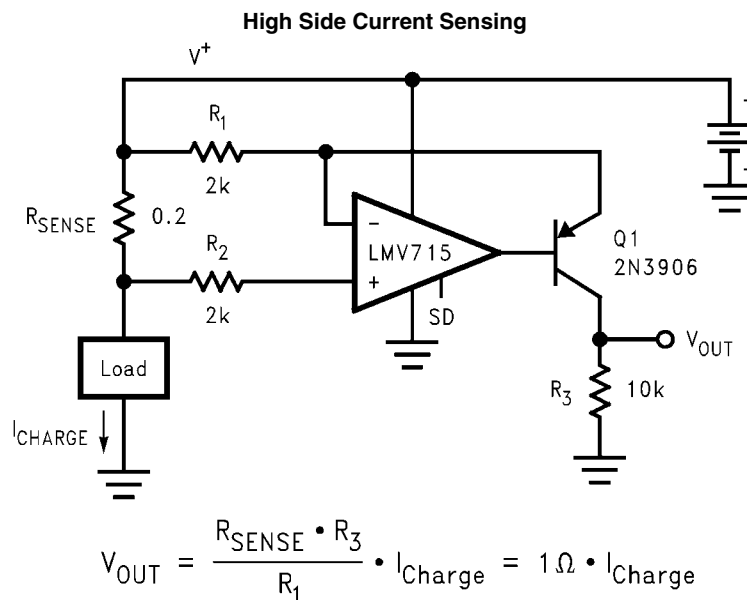 High Side Current Sensing
V+
R1
2k
RSENSE
0.2
R2
2k
-
+
LMV715
SD
Q1
2N3906
VOUT
R3
10k
Load
ICHARGE
VOUT = RSENSE • R3 / R1 • ICharge = 1Ω • ICharge